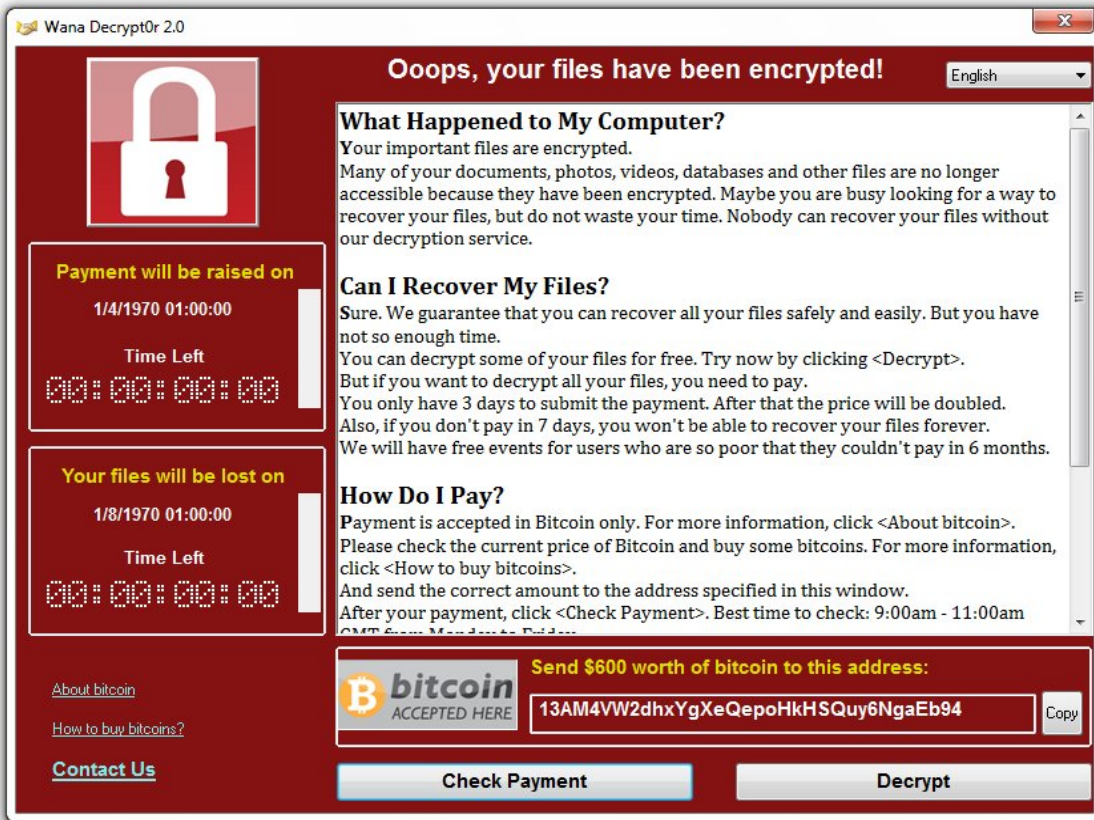 Wana Decrypt0r 2.0
Ooops, your files have been encrypted!
English
What Happened to My Computer?
Your important files are encrypted.
Many of your documents, photos, videos, databases and other files are no longer
accessible because they have been encrypted. Maybe you are busy looking for a way to
recover your files, but do not waste your time. Nobody can recover your files without
our decryption service.
Can I Recover My Files?
Sure. We guarantee that you can recover all your files safely and easily. But you have
not so enough time.
You can decrypt some of your files for free. Try now by clicking <Decrypt>.
But if you want to decrypt all your files, you need to pay.
You only have 3 days to submit the payment. After that the price will be doubled.
Also, if you don't pay in 7 days, you won't be able to recover your files forever.
We will have free events for users who are so poor that they couldn't pay in 6 months.
How Do I Pay?
Payment is accepted in Bitcoin only. For more information, click <About bitcoin>.
Please check the current price of Bitcoin and buy some bitcoins. For more information,
click <How to buy bitcoins>.
And send the correct amount to the address specified in this window.
After your payment, click <Check Payment>. Best time to check: 9:00am - 11:00am
GMT from Monday to Friday
Payment will be raised on
1/4/1970 01:00:00
Time Left
00:00:00:00
Your files will be lost on
1/8/1970 01:00:00
Time Left
00:00:00:00
About bitcoin
How to buy bitcoins?
Contact Us
bitcoin
ACCEPTED HERE
Send $600 worth of bitcoin to this address:
13AM4VW2dhxYgXeQepoHkHSQuy6NgaEb94
Copy
Check Payment
Decrypt